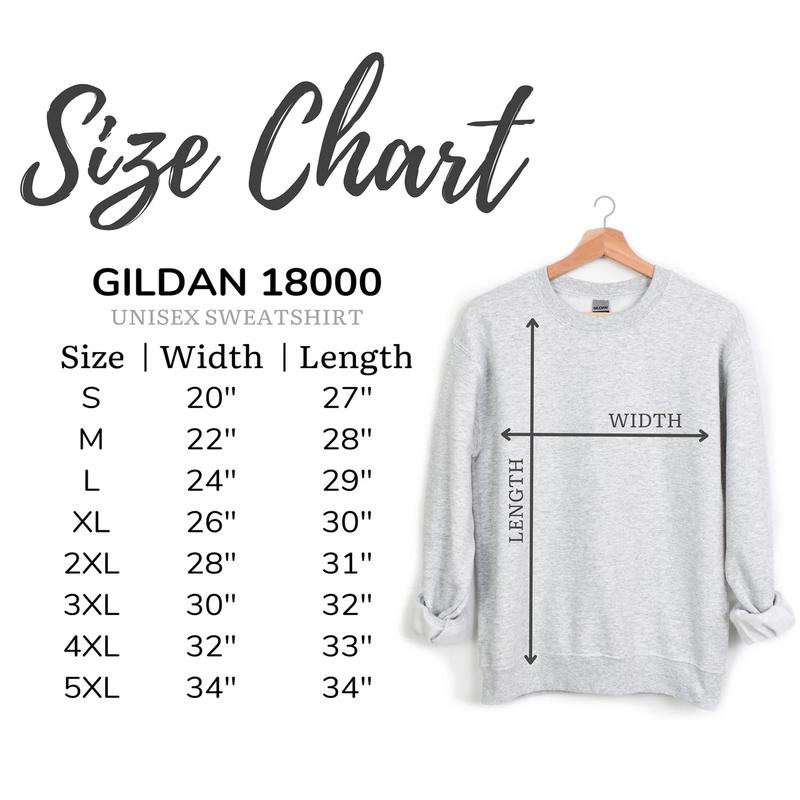 Size Chart
GILDAN 18000
UNISEX SWEATSHIRT
Size | Width | Length
S 20" 27"
M 22" 28"
L 24" 29"
XL 26" 30"
2XL 28" 31"
3XL 30" 32"
4XL 32" 33"
5XL 34" 34"
GILDAN
WIDTH
LENGTH